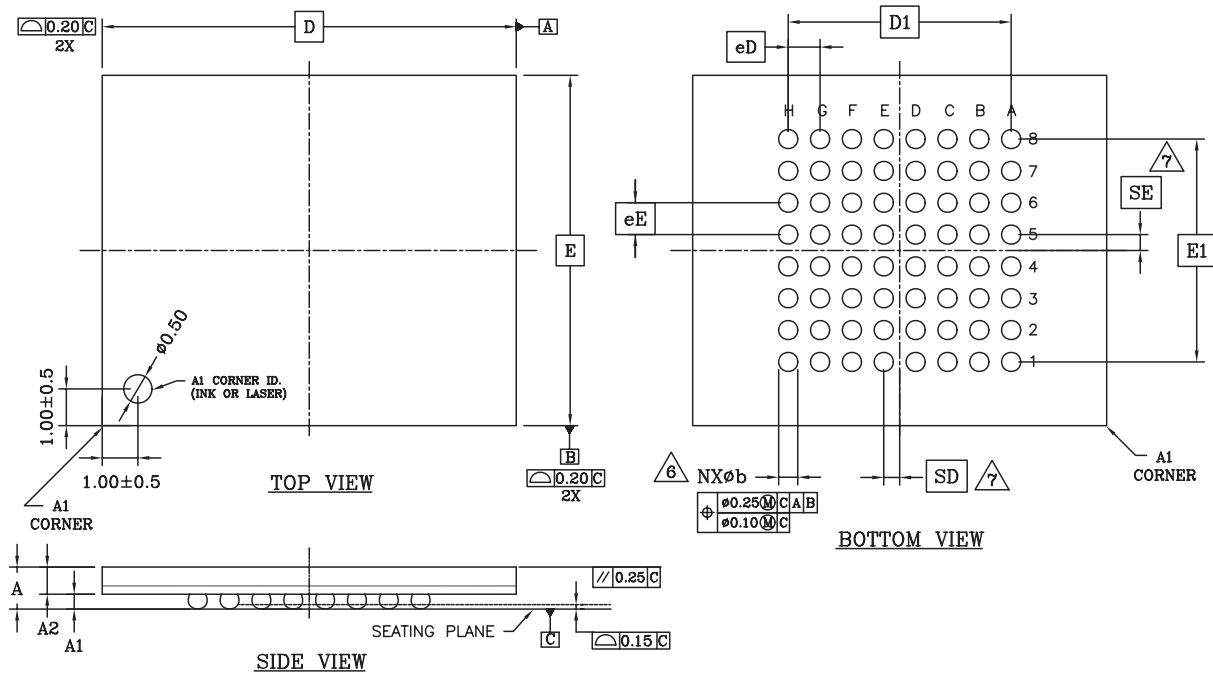 ⌓ 0.20 C
2X
D
A
E
ø0.50
A1 CORNER ID.
(INK OR LASER)
1.00±0.5
1.00±0.5
A1
CORNER
TOP VIEW
B
⌓ 0.20 C
2X
D1
eD
H G F E D C B A
8
7
6
5
4
3
2
1
7
SE
eE
E1
6
NXøb
⌖ ø0.25Ⓜ C A B
ø0.10Ⓜ C
SD
7
A1
CORNER
BOTTOM VIEW
A
A2
A1
// 0.25 C
SEATING PLANE
C
⌓ 0.15 C
SIDE VIEW